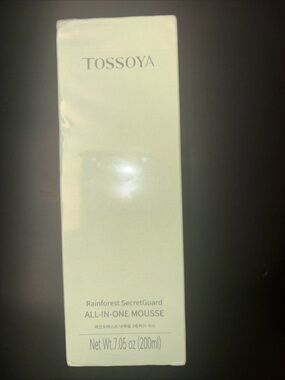 TOSSOYA
Rainforest SecretGuard
ALL-IN-ONE MOUSSE
Net Wt.7.05 oz (200ml)